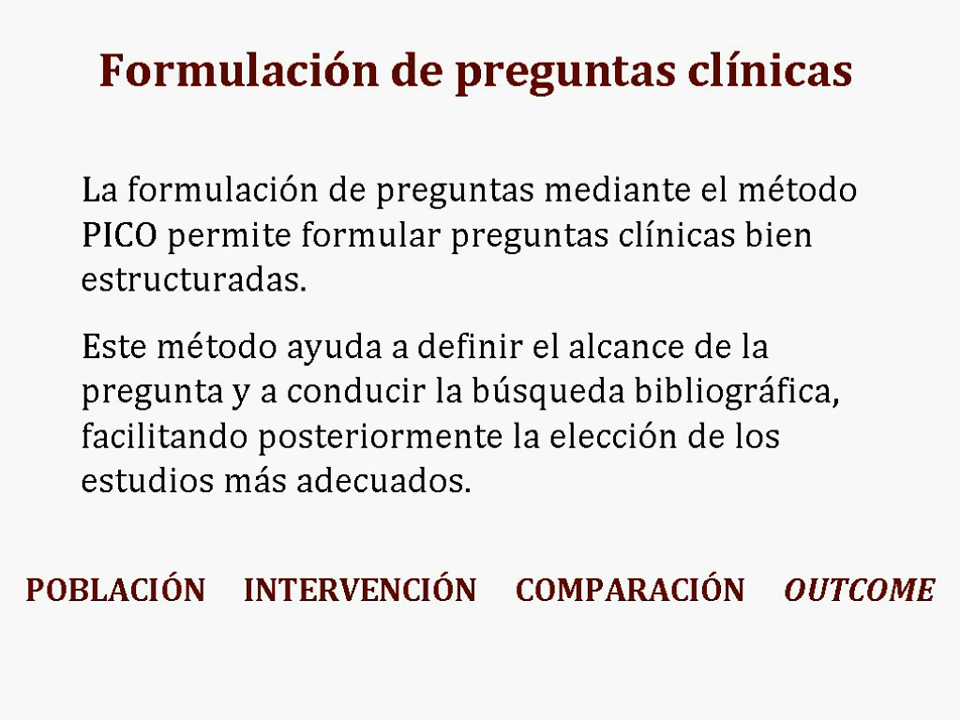 Formulación de preguntas clínicas
La formulación de preguntas mediante el método
PICO permite formular preguntas clínicas bien
estructuradas.
Este método ayuda a definir el alcance de la
pregunta y a conducir la búsqueda bibliográfica,
facilitando posteriormente la elección de los
estudios más adecuados.
POBLACIÓN INTERVENCIÓN COMPARACIÓN OUTCOME